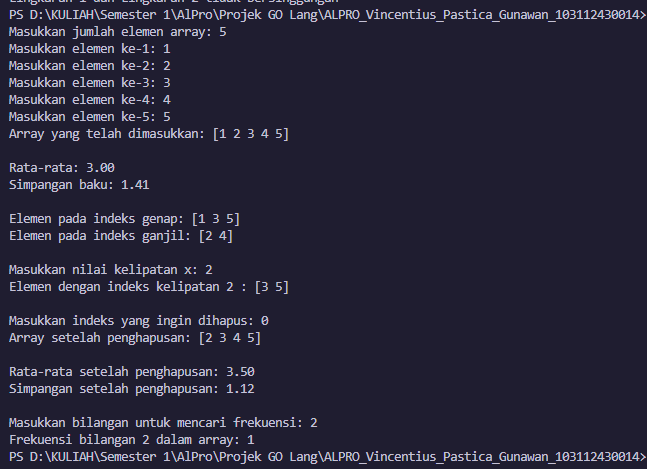 PS D:\KULIAH\Semester 1\AlPro\Projek GO Lang\ALPRO_Vincentius_Pastica_Gunawan_103112430014>
Masukkan jumlah elemen array: 5
Masukkan elemen ke-1: 1
Masukkan elemen ke-2: 2
Masukkan elemen ke-3: 3
Masukkan elemen ke-4: 4
Masukkan elemen ke-5: 5
Array yang telah dimasukkan: [1 2 3 4 5]
Rata-rata: 3.00
Simpangan baku: 1.41
Elemen pada indeks genap: [1 3 5]
Elemen pada indeks ganjil: [2 4]
Masukkan nilai kelipatan x: 2
Elemen dengan indeks kelipatan 2 : [3 5]
Masukkan indeks yang ingin dihapus: 0
Array setelah penghapusan: [2 3 4 5]
Rata-rata setelah penghapusan: 3.50
Simpangan setelah penghapusan: 1.12
Masukkan bilangan untuk mencari frekuensi: 2
Frekuensi bilangan 2 dalam array: 1
PS D:\KULIAH\Semester 1\AlPro\Projek GO Lang\ALPRO_Vincentius_Pastica_Gunawan_103112430014>